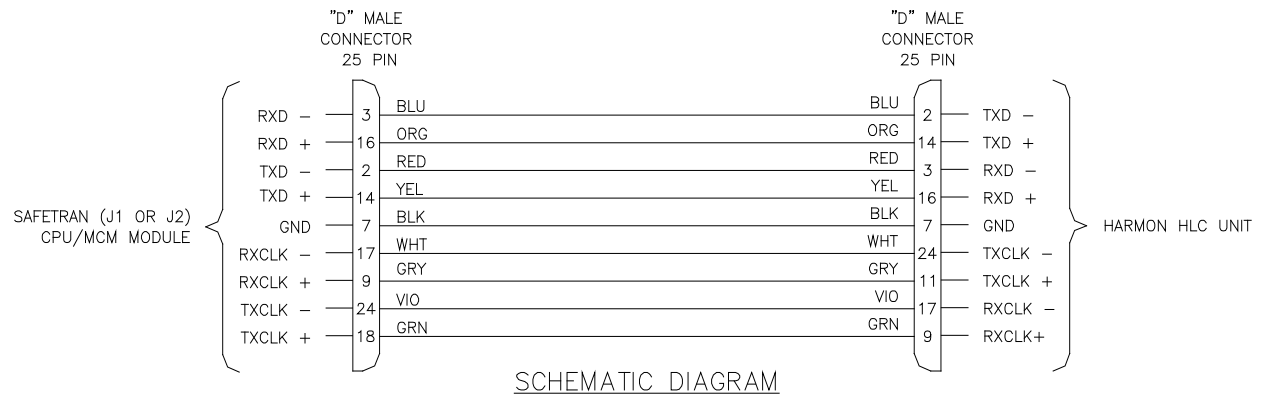 "D" MALE
CONNECTOR
25 PIN
"D" MALE
CONNECTOR
25 PIN
RXD – 3 BLU BLU 2 TXD –
RXD + 16 ORG ORG 14 TXD +
TXD – 2 RED RED 3 RXD –
TXD + 14 YEL YEL 16 RXD +
GND 7 BLK BLK 7 GND
RXCLK – 17 WHT WHT 24 TXCLK –
RXCLK + 9 GRY GRY 11 TXCLK +
TXCLK – 24 VIO VIO 17 RXCLK –
TXCLK + 18 GRN GRN 9 RXCLK+
SAFETRAN (J1 OR J2)
CPU/MCM MODULE
HARMON HLC UNIT
SCHEMATIC DIAGRAM